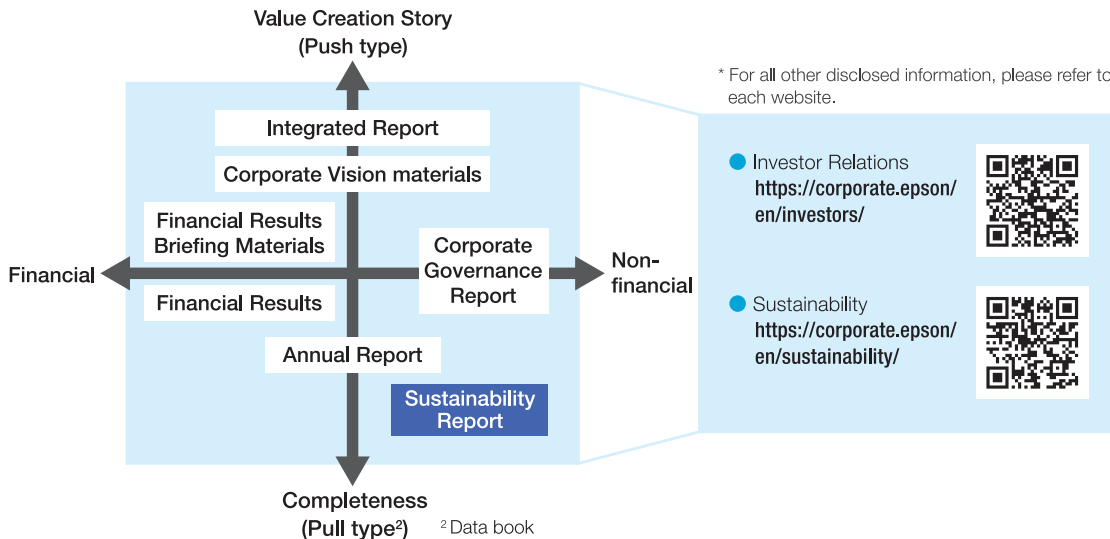 Value Creation Story
(Push type)
* For all other disclosed information, please refer to
each website.
Integrated Report
Corporate Vision materials
Financial Results
Briefing Materials
Corporate
Governance
Report
Financial
Non-
financial
Financial Results
Annual Report
Sustainability
Report
Completeness
(Pull type²)
² Data book
Investor Relations
https://corporate.epson/
en/investors/
Sustainability
https://corporate.epson/
en/sustainability/